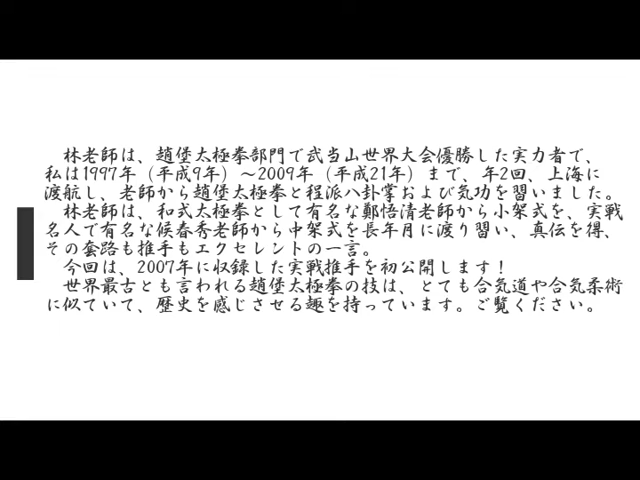 林老師は、趙堡太極拳部門で武当山世界大会優勝した実力者で、
私は1997年（平成9年）～2009年（平成21年）まで、年2回、上海に
渡航し、老師から趙堡太極拳と程派八卦掌および気功を習いました。
林老師は、和式太極拳として有名な鄭悟清老師から小架式を、実戦
名人で有名な候春秀老師から中架式を長年月に渡り習い、真伝を得、
その套路も推手もエクセレントの一言。
今回は、2007年に収録した実戦推手を初公開します！
世界最古とも言われる趙堡太極拳の技は、とても合気道や合気柔術
に似ていて、歴史を感じさせる趣を持っています。ご覧ください。